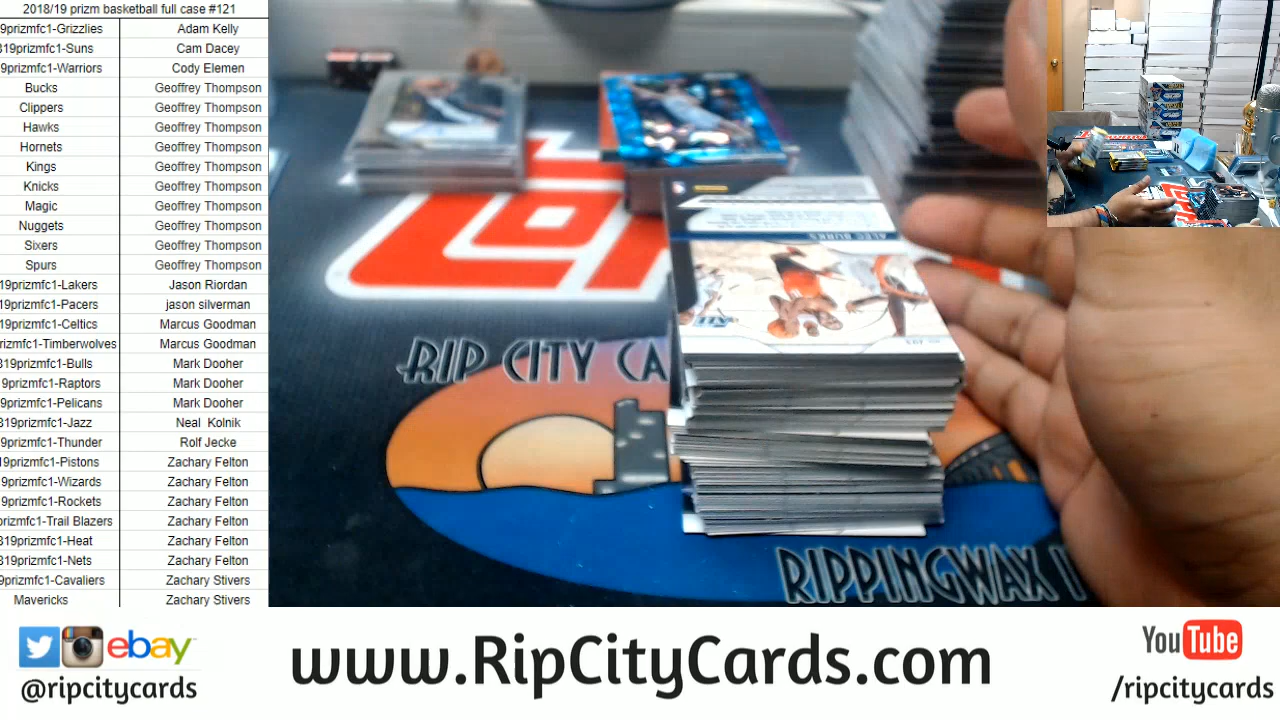 2018/19 prizm basketball full case #121
9prizmfc1-Grizzlies Adam Kelly
319prizmfc1-Suns Cam Dacey
9prizmfc1-Warriors Cody Elemen
Bucks Geoffrey Thompson
Clippers Geoffrey Thompson
Hawks Geoffrey Thompson
Hornets Geoffrey Thompson
Kings Geoffrey Thompson
Knicks Geoffrey Thompson
Magic Geoffrey Thompson
Nuggets Geoffrey Thompson
Sixers Geoffrey Thompson
Spurs Geoffrey Thompson
19prizmfc1-Lakers Jason Riordan
19prizmfc1-Pacers jason silverman
19prizmfc1-Celtics Marcus Goodman
rizmfc1-Timberwolves Marcus Goodman
319prizmfc1-Bulls Mark Dooher
9prizmfc1-Raptors Mark Dooher
9prizmfc1-Pelicans Mark Dooher
319prizmfc1-Jazz Neal Kolnik
9prizmfc1-Thunder Rolf Jecke
19prizmfc1-Pistons Zachary Felton
9prizmfc1-Wizards Zachary Felton
9prizmfc1-Rockets Zachary Felton
prizmfc1-Trail Blazers Zachary Felton
319prizmfc1-Heat Zachary Felton
319prizmfc1-Nets Zachary Felton
9prizmfc1-Cavaliers Zachary Stivers
Mavericks Zachary Stivers
ALEC BURKS
RIP CITY CA
RIPPINGWAX I
ebay
@ripcitycards
www.RipCityCards.com
YouTube
/ripcitycards